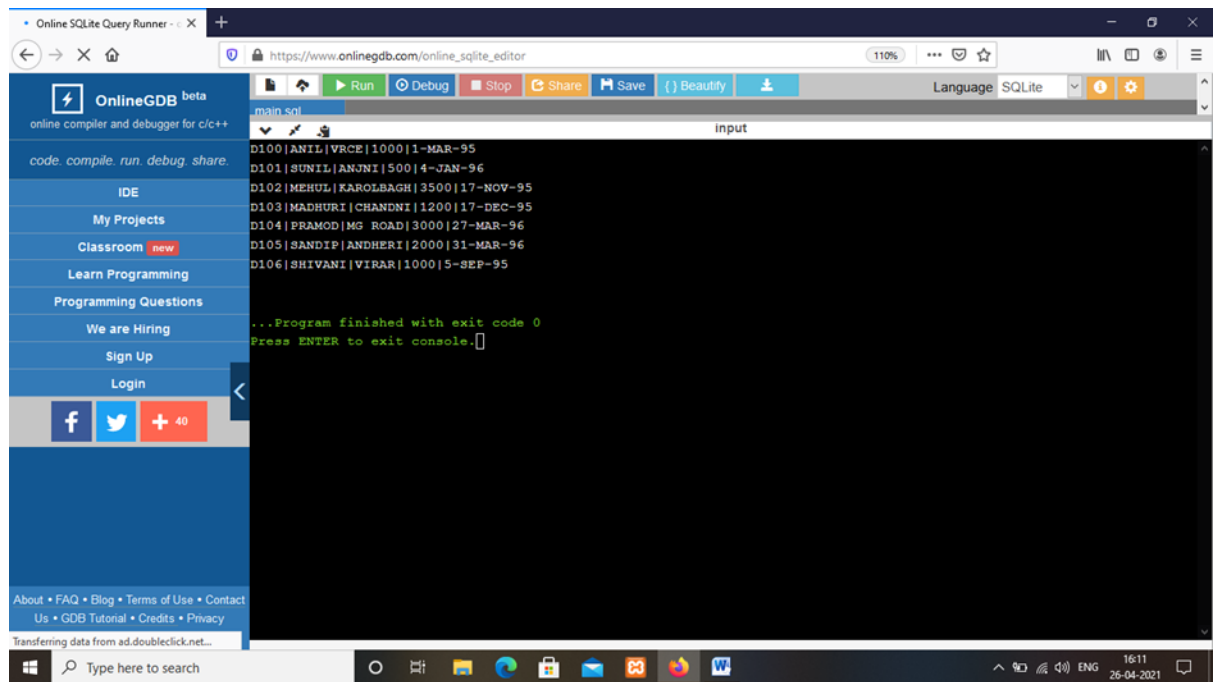 Online SQLite Query Runner - c
https://www.onlinegdb.com/online_sqlite_editor
110%
OnlineGDB beta
online compiler and debugger for c/c++
code. compile. run. debug. share.
IDE
My Projects
Classroom new
Learn Programming
Programming Questions
We are Hiring
Sign Up
Login
f
+ 40
About • FAQ • Blog • Terms of Use • Contact
Us • GDB Tutorial • Credits • Privacy
Transferring data from ad.doubleclick.net...
Run Debug Stop Share Save { } Beautify
Language SQLite
main.sql
input
D100|ANIL|VRCE|1000|1-MAR-95
D101|SUNIL|ANJNI|500|4-JAN-96
D102|MEHUL|KAROLBAGH|3500|17-NOV-95
D103|MADHURI|CHANDNI|1200|17-DEC-95
D104|PRAMOD|MG ROAD|3000|27-MAR-96
D105|SANDIP|ANDHERI|2000|31-MAR-96
D106|SHIVANI|VIRAR|1000|5-SEP-95
...Program finished with exit code 0
Press ENTER to exit console.
Type here to search
ENG
16:11
26-04-2021